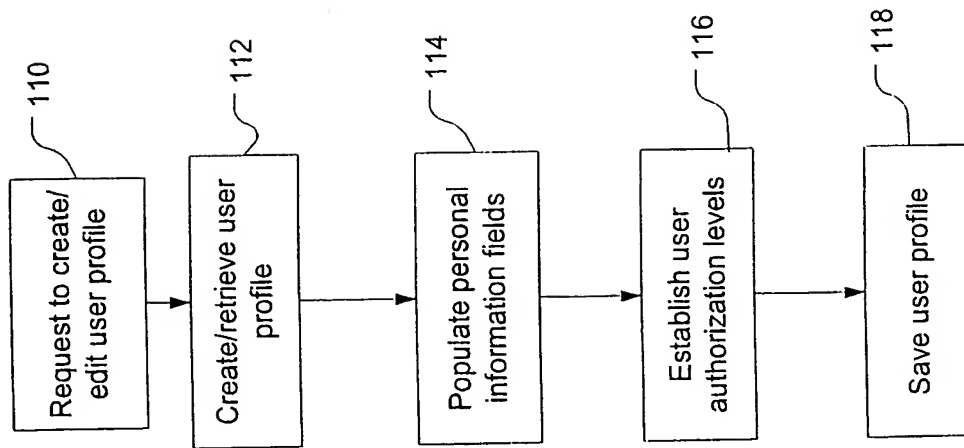 110
Request to create/
edit user profile
112
Create/retrieve user
profile
114
Populate personal
information fields
116
Establish user
authorization levels
118
Save user profile